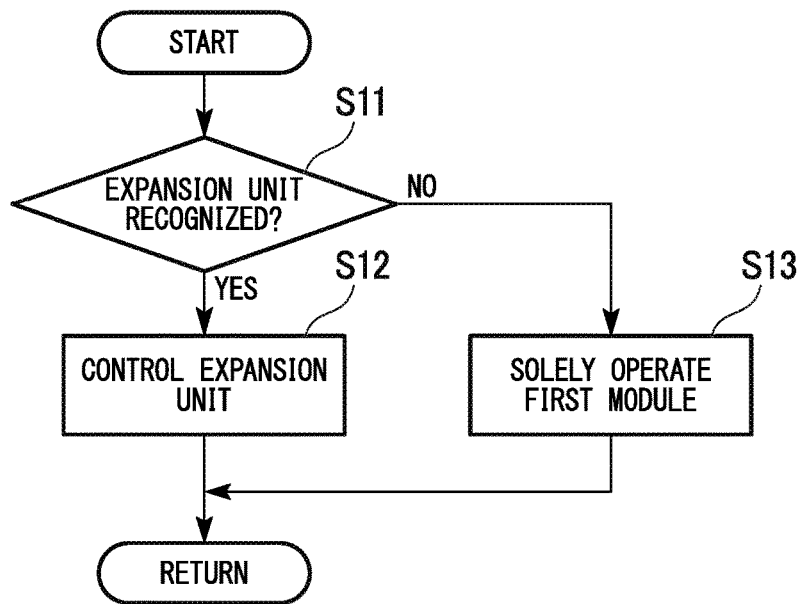 START
S11
EXPANSION UNIT
RECOGNIZED?
NO
YES
S12
S13
CONTROL EXPANSION
UNIT
SOLELY OPERATE
FIRST MODULE
RETURN